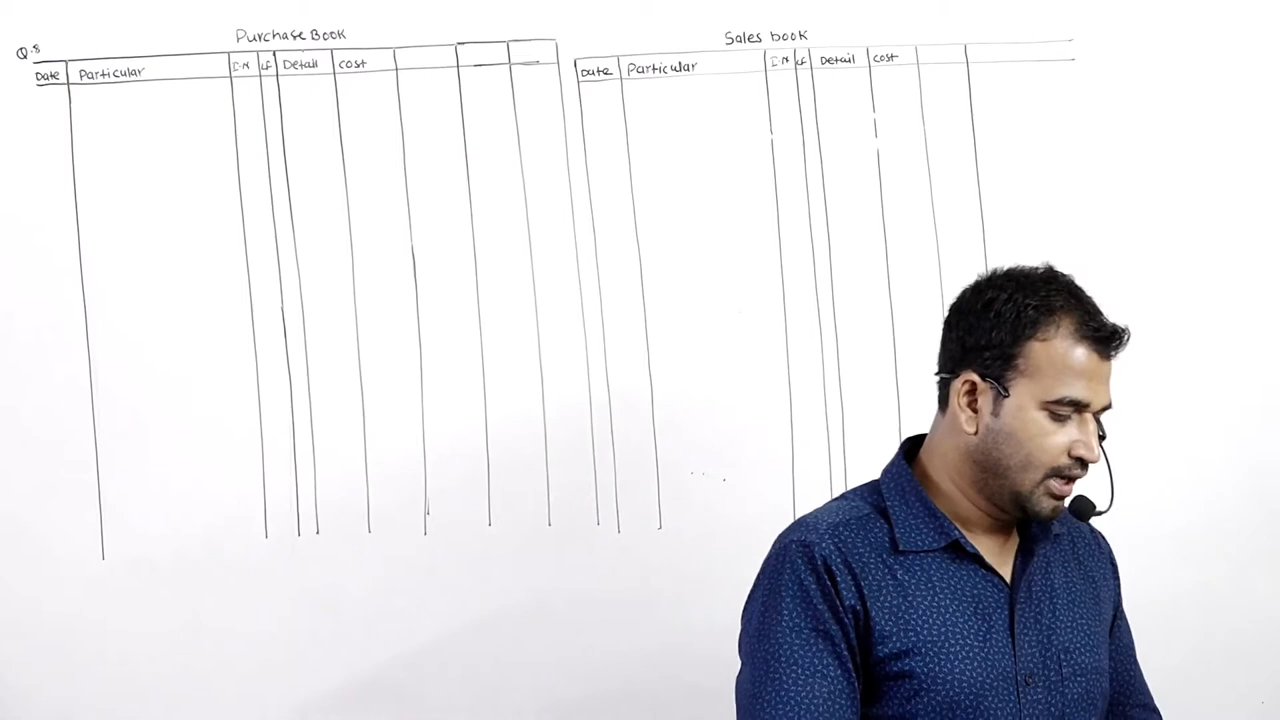 Q.8
Purchase Book
Date Particular I.N LF Detail cost
Sales book
Date Particular I.N LF Detail cost